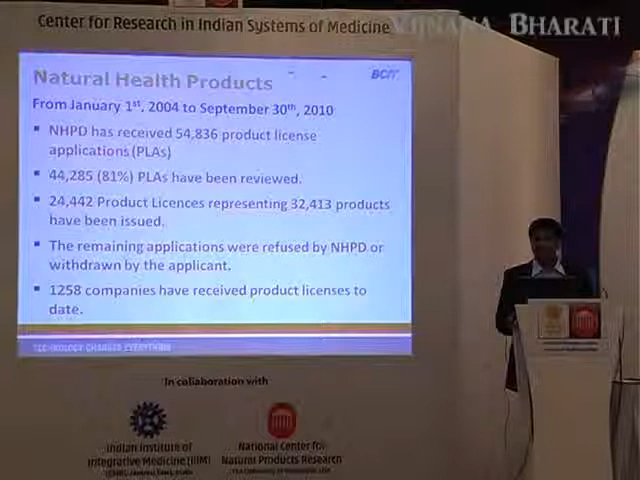 Center for Research in Indian Systems of Medicine
VIJNANA BHARATI
Natural Health Products
BCIT
From January 1st, 2004 to September 30th, 2010
▪ NHPD has received 54,836 product license
applications (PLAs)
▪ 44,285 (81%) PLAs have been reviewed.
▪ 24,442 Product Licences representing 32,413 products
have been issued.
▪ The remaining applications were refused by NHPD or
withdrawn by the applicant.
▪ 1258 companies have received product licenses to
date.
TECHNOLOGY CHANGES EVERYTHING
In collaboration with
Indian Institute of
Integrative Medicine (IIIM)
National Center for
Natural Products Research